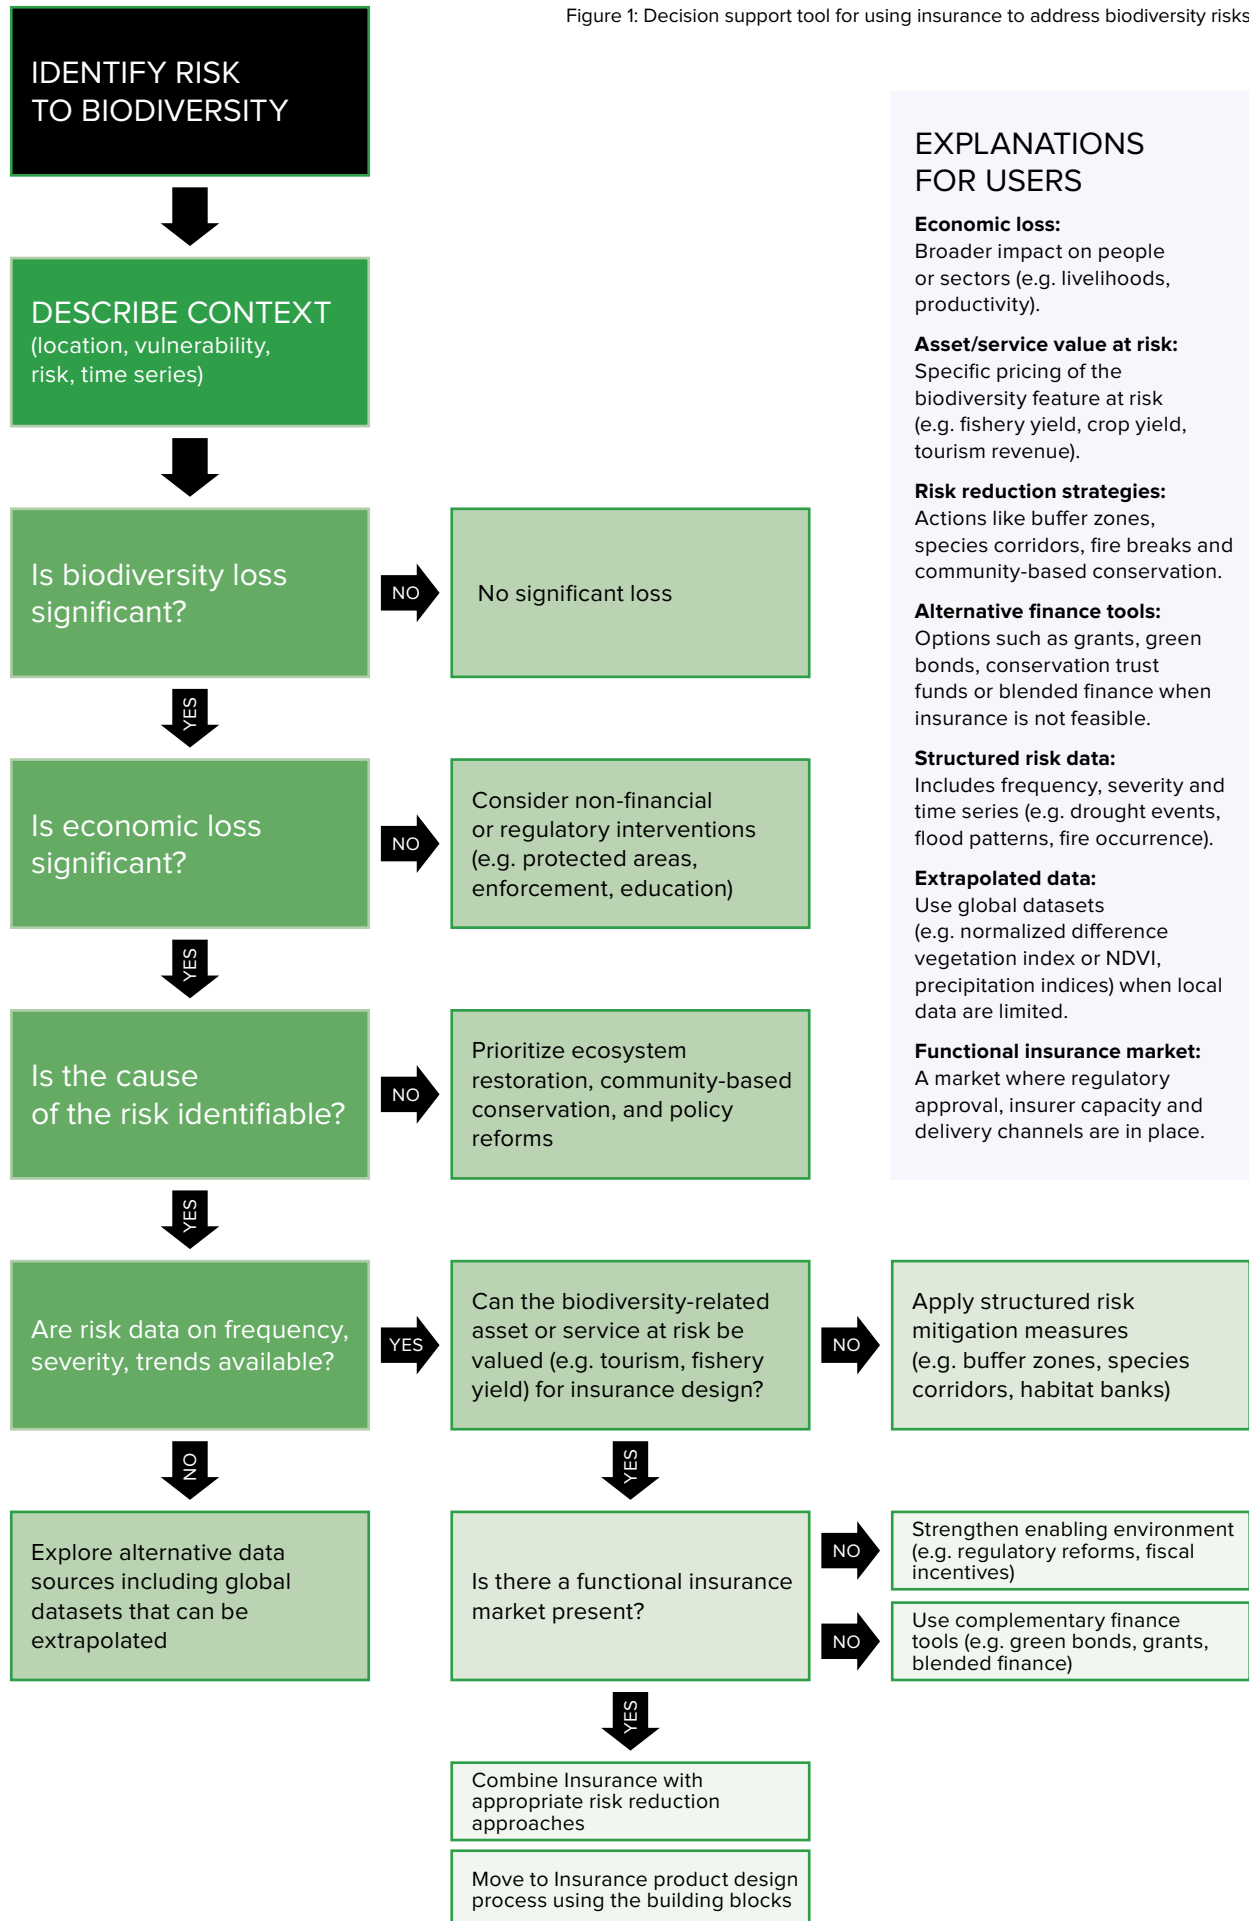 Figure 1: Decision support tool for using insurance to address biodiversity risks
IDENTIFY RISK
TO BIODIVERSITY
DESCRIBE CONTEXT
(location, vulnerability,
risk, time series)
Is biodiversity loss
significant?
NO
No significant loss
YES
Is economic loss
significant?
NO
Consider non-financial
or regulatory interventions
(e.g. protected areas,
enforcement, education)
YES
Is the cause
of the risk identifiable?
NO
Prioritize ecosystem
restoration, community-based
conservation, and policy
reforms
YES
Are risk data on frequency,
severity, trends available?
YES
Can the biodiversity-related
asset or service at risk be
valued (e.g. tourism, fishery
yield) for insurance design?
NO
Apply structured risk
mitigation measures
(e.g. buffer zones, species
corridors, habitat banks)
NO
Explore alternative data
sources including global
datasets that can be
extrapolated
YES
Is there a functional insurance
market present?
NO
Strengthen enabling environment
(e.g. regulatory reforms, fiscal
incentives)
NO
Use complementary finance
tools (e.g. green bonds, grants,
blended finance)
YES
Combine Insurance with
appropriate risk reduction
approaches
Move to Insurance product design
process using the building blocks
EXPLANATIONS
FOR USERS
Economic loss:
Broader impact on people
or sectors (e.g. livelihoods,
productivity).
Asset/service value at risk:
Specific pricing of the
biodiversity feature at risk
(e.g. fishery yield, crop yield,
tourism revenue).
Risk reduction strategies:
Actions like buffer zones,
species corridors, fire breaks and
community-based conservation.
Alternative finance tools:
Options such as grants, green
bonds, conservation trust
funds or blended finance when
insurance is not feasible.
Structured risk data:
Includes frequency, severity and
time series (e.g. drought events,
flood patterns, fire occurrence).
Extrapolated data:
Use global datasets
(e.g. normalized difference
vegetation index or NDVI,
precipitation indices) when local
data are limited.
Functional insurance market:
A market where regulatory
approval, insurer capacity and
delivery channels are in place.